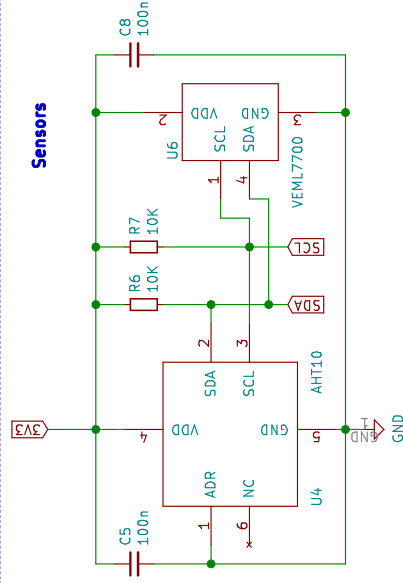 C8
100n
Sensors
U6
VDD
GND
SCL
SDA
2
3
1
4
VEML7700
R7
10K
SCL
R6
10K
SDA
2
3
SDA
SCL
AHT10
3V3
4
VDD
GND
5
1
GND
GND
ADR
NC
U4
1
6
C5
100n